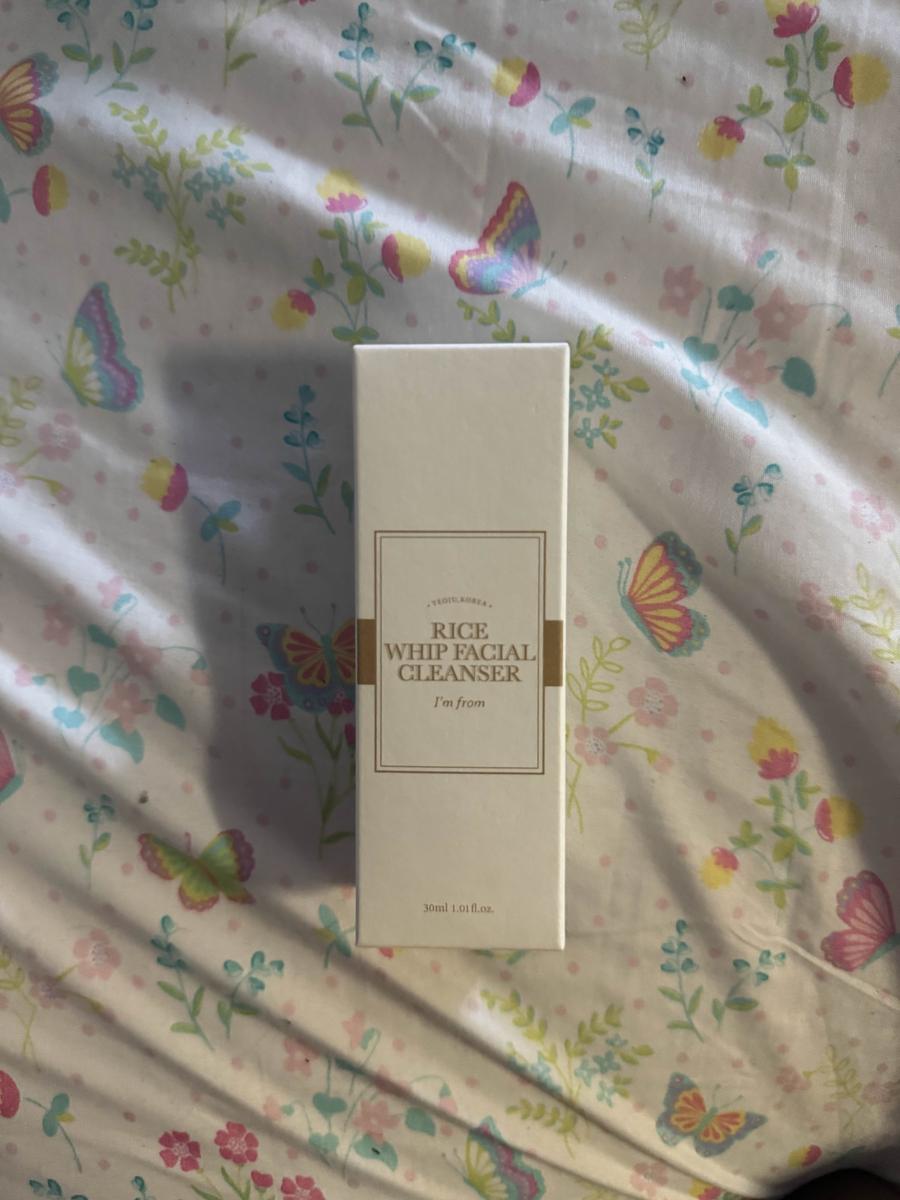 • YEOJU, KOREA •
RICE
WHIP FACIAL
CLEANSER
I'm from
30ml 1.01fl.oz.